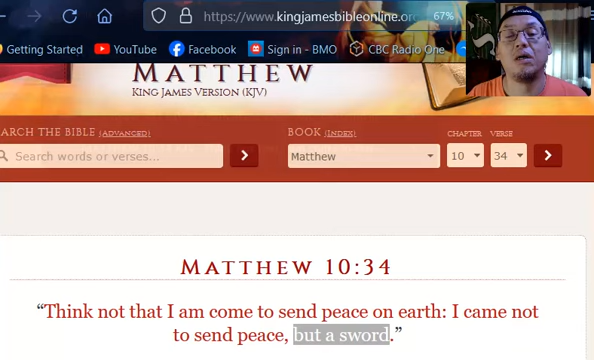 https://www.kingjamesbibleonline.or 67%
Getting Started YouTube Facebook Sign in - BMO CBC Radio One
MATTHEW
KING JAMES VERSION (KJV)
ARCH THE BIBLE (ADVANCED) BOOK (INDEX) CHAPTER VERSE
Search words or verses... > Matthew 10 34 >
MATTHEW 10:34
“Think not that I am come to send peace on earth: I came not
to send peace, but a sword.”